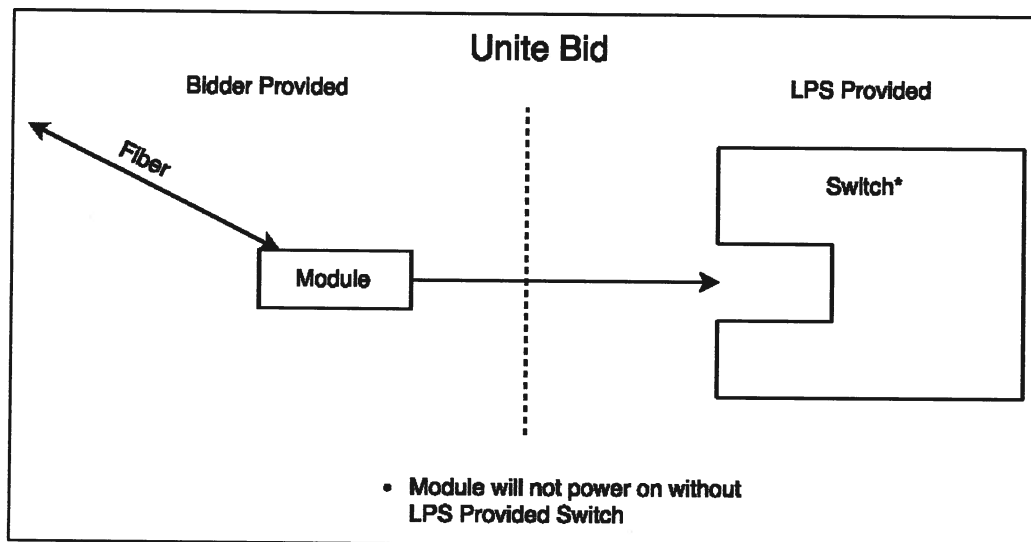 Unite Bid
Bidder Provided
LPS Provided
Fiber
Module
Switch*
• Module will not power on without
LPS Provided Switch